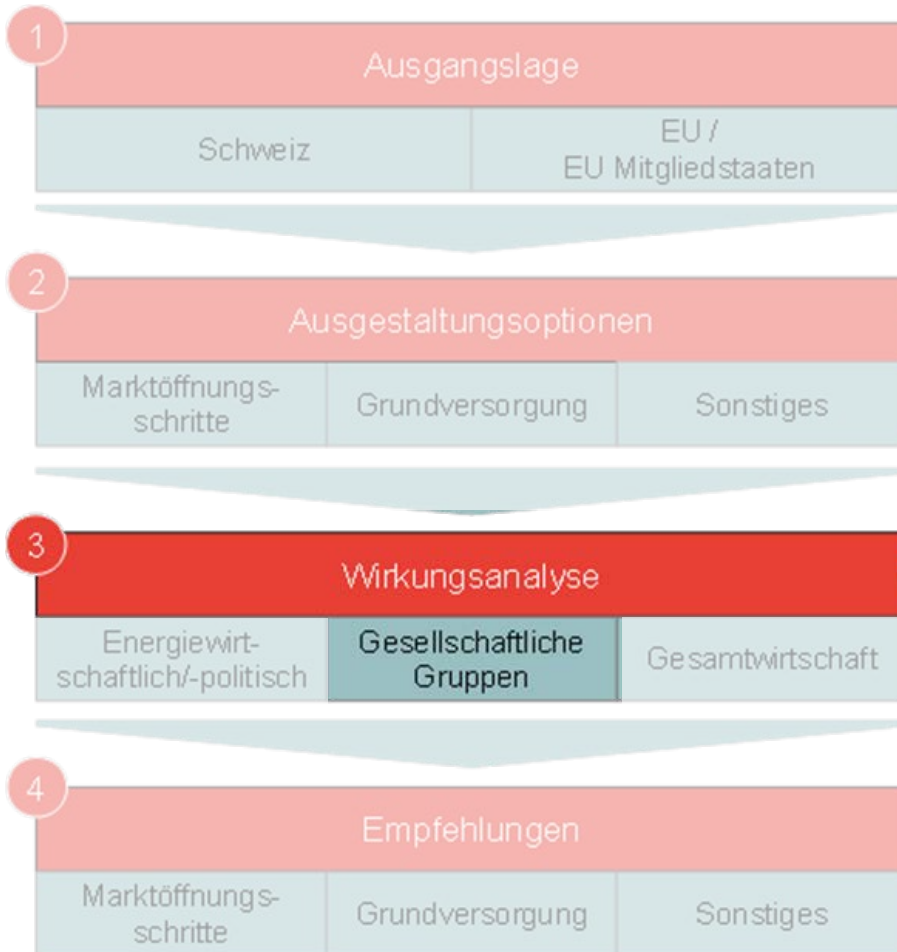 1
Ausgangslage
Schweiz
EU /
EU Mitgliedstaaten
2
Ausgestaltungsoptionen
Marktöffnungs-
schritte
Grundversorgung
Sonstiges
3
Wirkungsanalyse
Energiewirt-
schaftlich/-politisch
Gesellschaftliche
Gruppen
Gesamtwirtschaft
4
Empfehlungen
Marktöffnungs-
schritte
Grundversorgung
Sonstiges